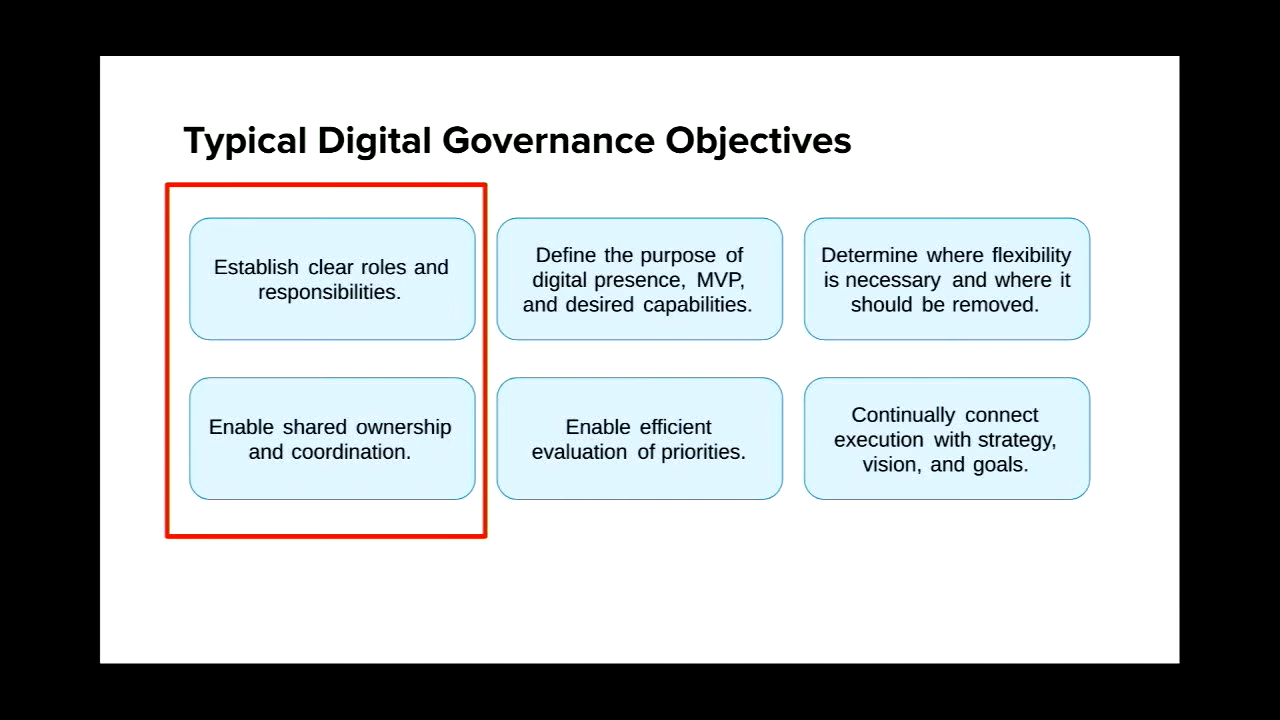 Typical Digital Governance Objectives
Establish clear roles and
responsibilities.
Define the purpose of
digital presence, MVP,
and desired capabilities.
Determine where flexibility
is necessary and where it
should be removed.
Enable shared ownership
and coordination.
Enable efficient
evaluation of priorities.
Continually connect
execution with strategy,
vision, and goals.